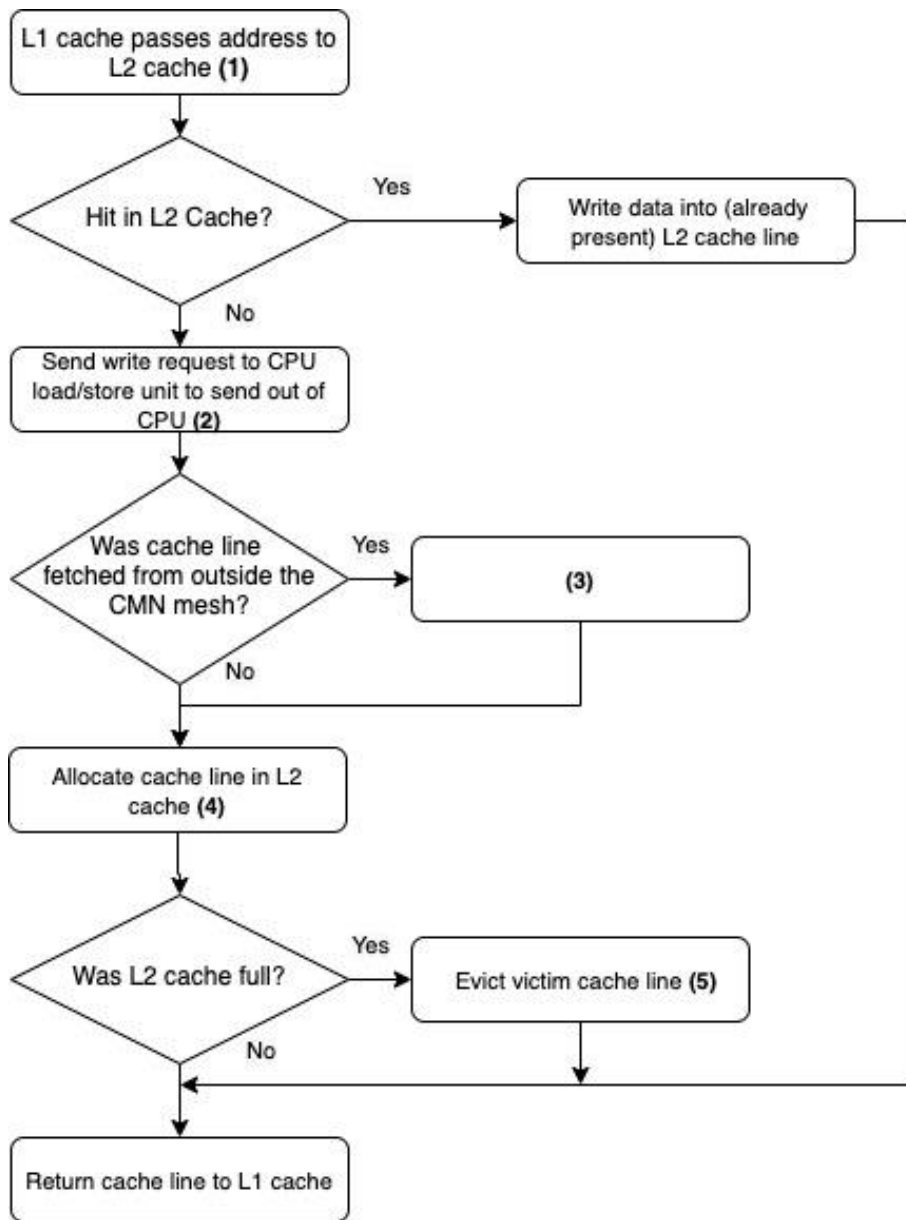 L1 cache passes address to
L2 cache (1)
Hit in L2 Cache?
Yes
Write data into (already
present) L2 cache line
No
Send write request to CPU
load/store unit to send out of
CPU (2)
Was cache line
fetched from outside the
CMN mesh?
Yes
(3)
No
Allocate cache line in L2
cache (4)
Was L2 cache full?
Yes
Evict victim cache line (5)
No
Return cache line to L1 cache